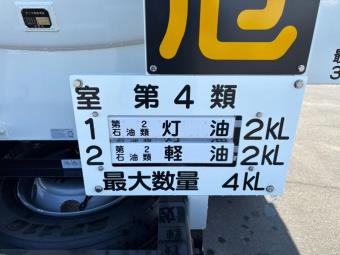 危
室 第4類
1 第2石油類 灯油 2kL
2 第2石油類 軽油 2kL
最大数量 4kL